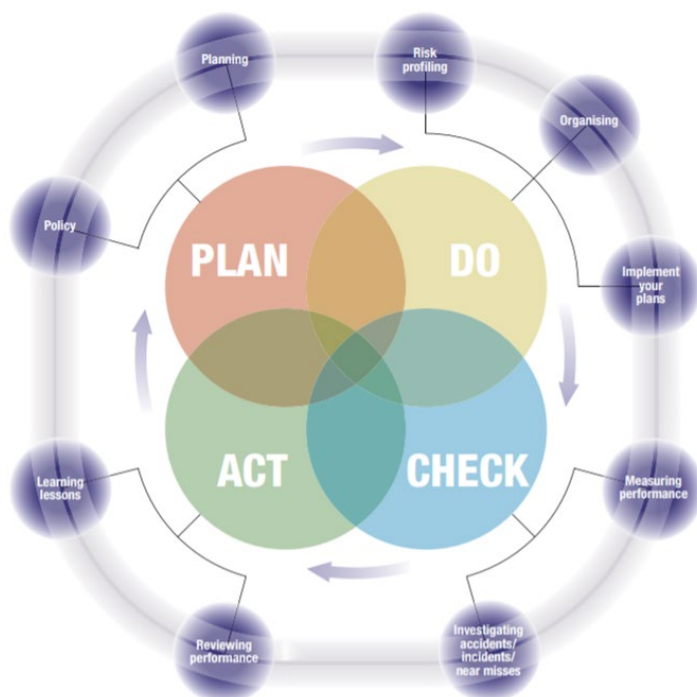 Planning
Risk
profiling
Organising
Policy
PLAN
DO
Implement
your
plans
ACT
CHECK
Learning
lessons
Measuring
performance
Reviewing
performance
Investigating
accidents/
incidents/
near misses